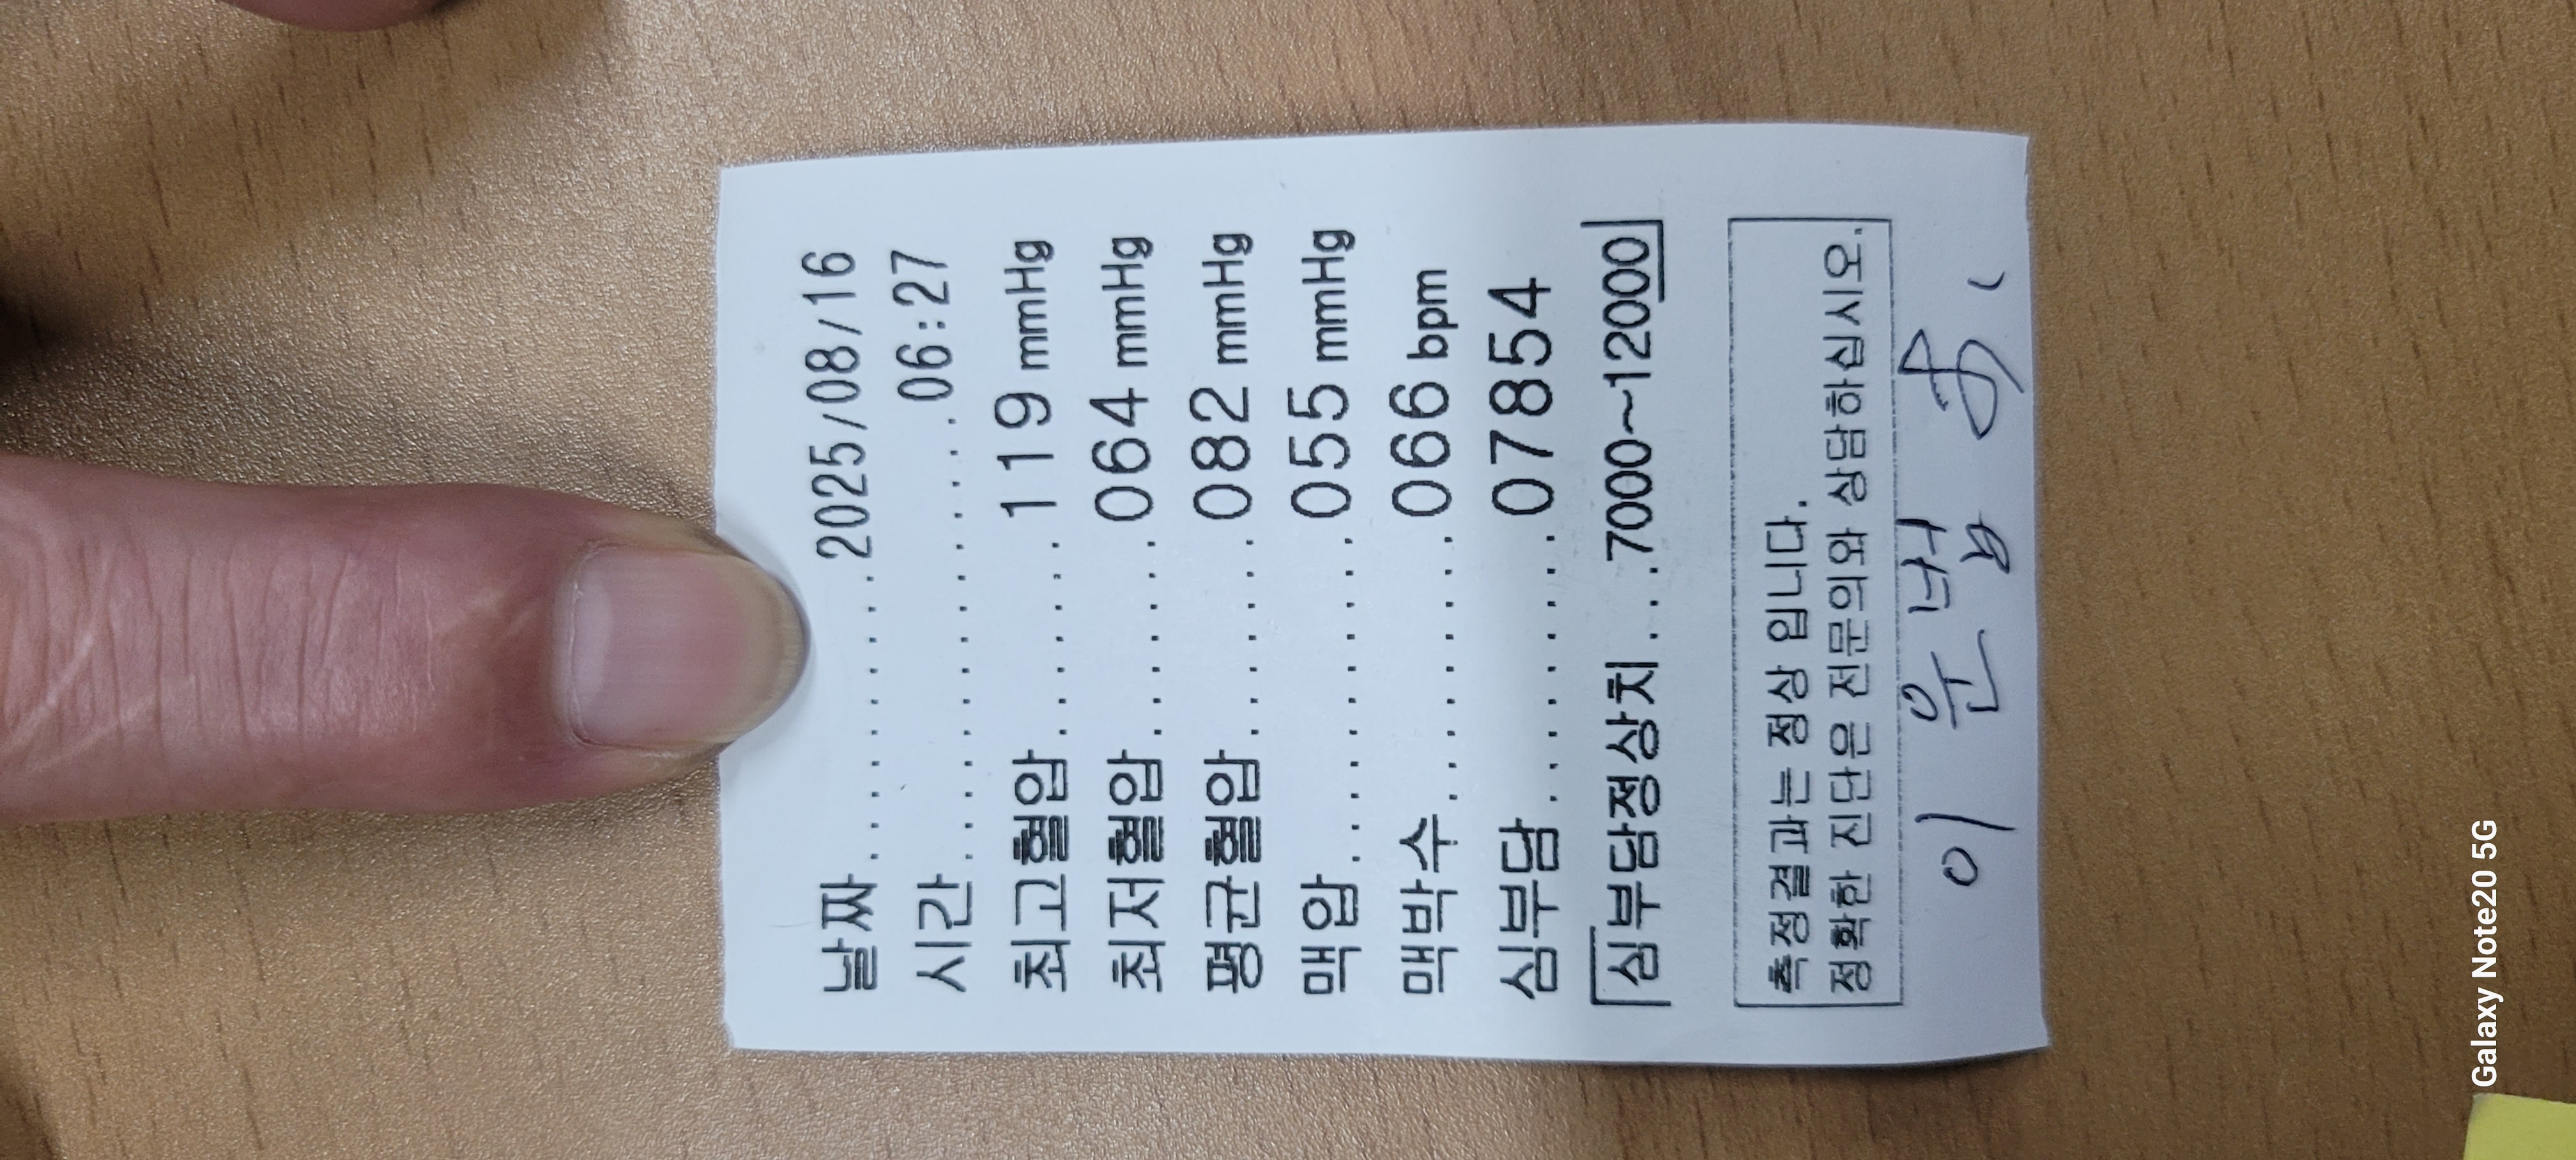 날짜..............2025/08/16
시간..............06:27
최고혈압.......119 mmHg
최저혈압.......064 mmHg
평균혈압.......082 mmHg
맥압...........055 mmHg
맥박수.........066 bpm
심부담.........07854
심부담정상치...7000~12000
측정결과는 정상 입니다.
정확한 진단은 전문의와 상담하십시오.
이 운
Galaxy Note20 5G